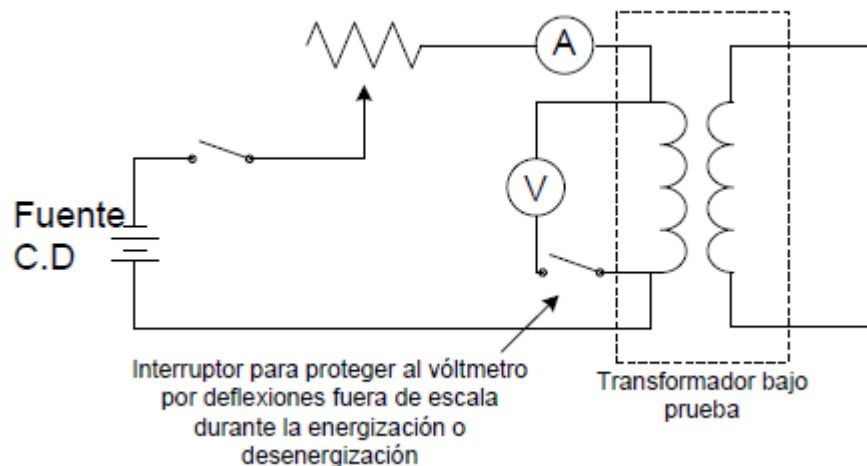 A
V
Fuente
C.D
Interruptor para proteger al vóltmetro
por deflexiones fuera de escala
durante la energización o
desenergización
Transformador bajo
prueba